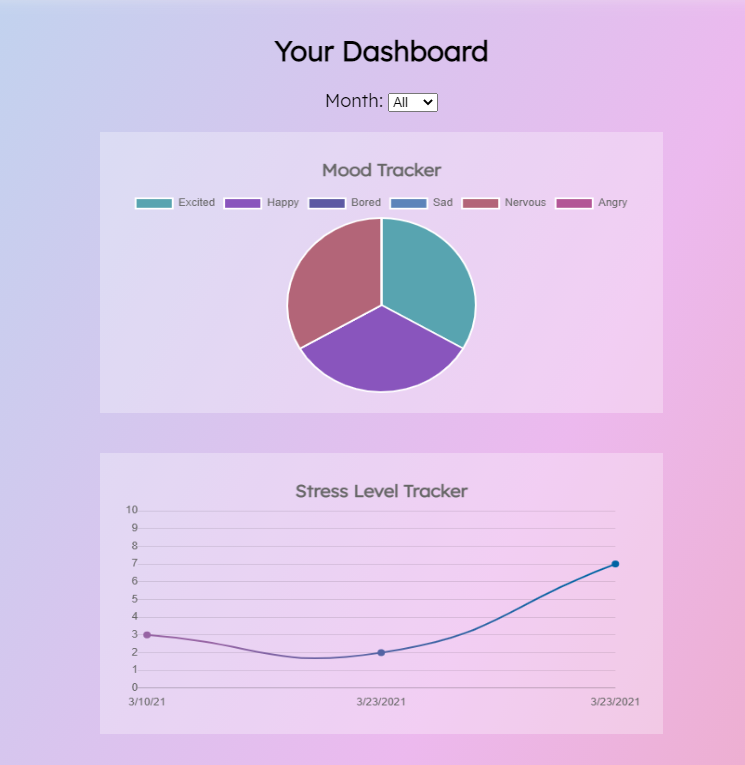 Your Dashboard
Month: All
Mood Tracker
Excited Happy Bored Sad Nervous Angry
Stress Level Tracker
10
9
8
7
6
5
4
3
2
1
0
3/10/21 3/23/2021 3/23/2021